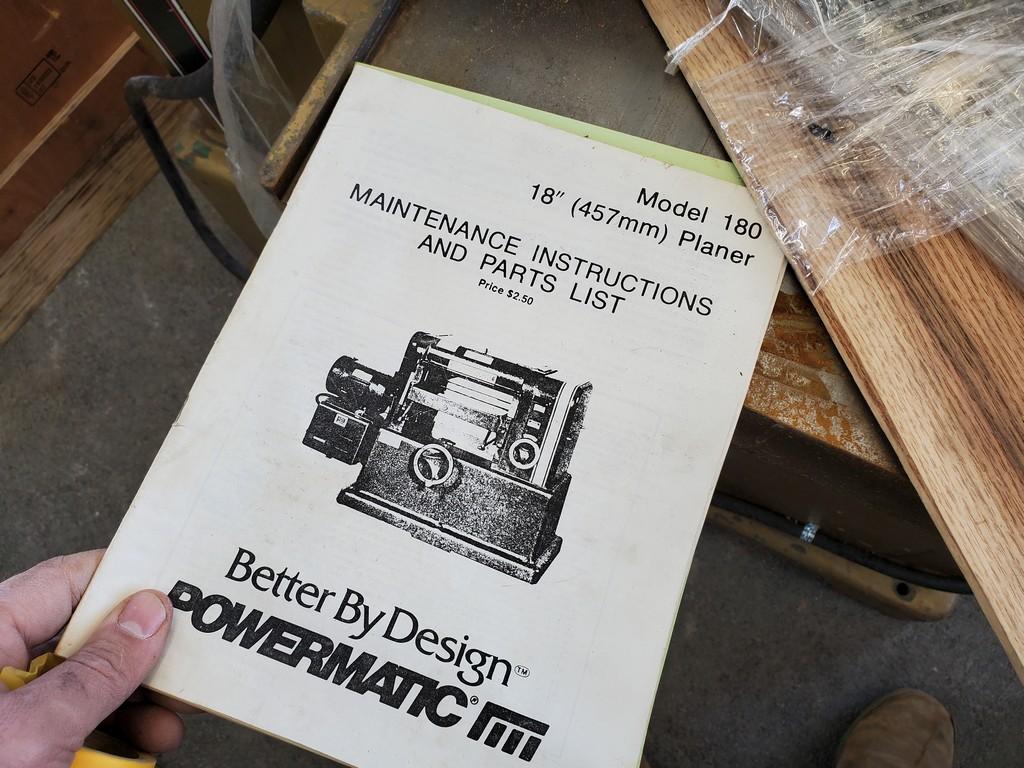 Model 180
18" (457mm) Planer
MAINTENANCE INSTRUCTIONS
AND PARTS LIST
Price $2.50
Better By Design™
POWERMATIC®